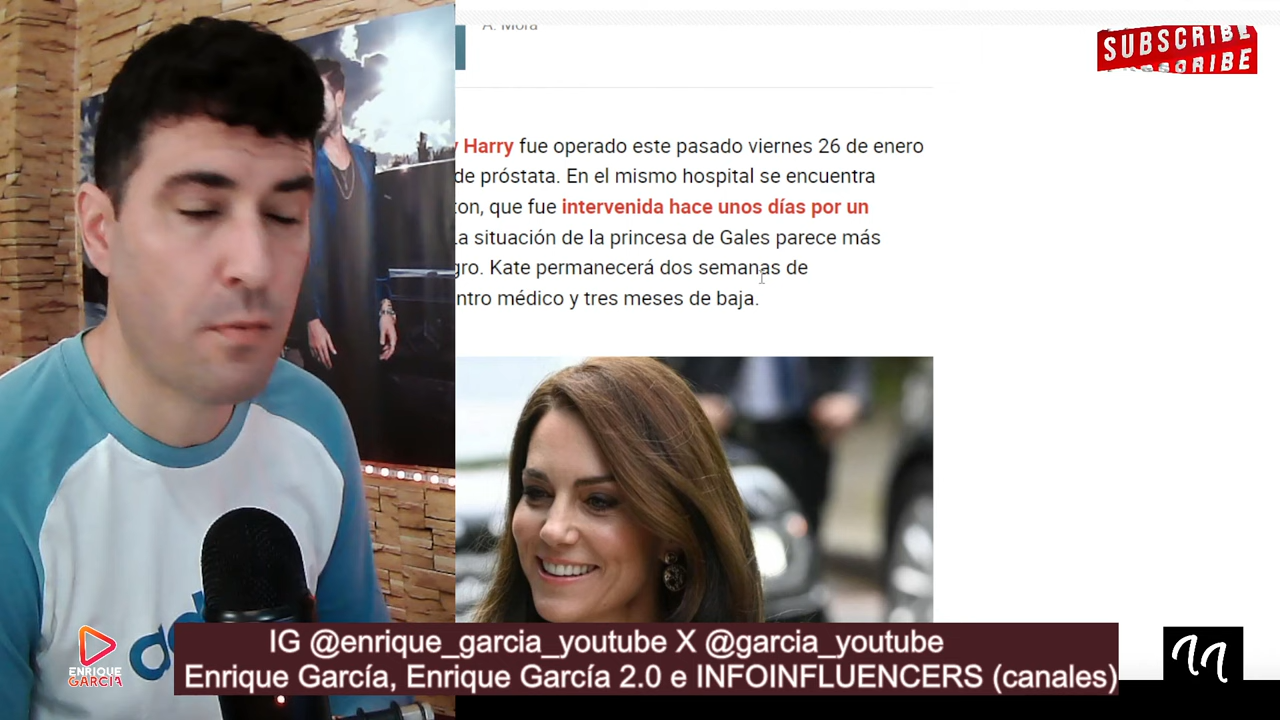 A. Mora
SUBSCRIBE
Harry fue operado este pasado viernes 26 de enero
de próstata. En el mismo hospital se encuentra
que fue intervenida hace unos días por un
La situación de la princesa de Gales parece más
Kate permanecerá dos semanas de
médico y tres meses de baja.
IG @enrique_garcia_youtube X @garcia_youtube
Enrique García, Enrique García 2.0 e INFOINFLUENCERS (canales)
ENRIQUE
GARCÍA